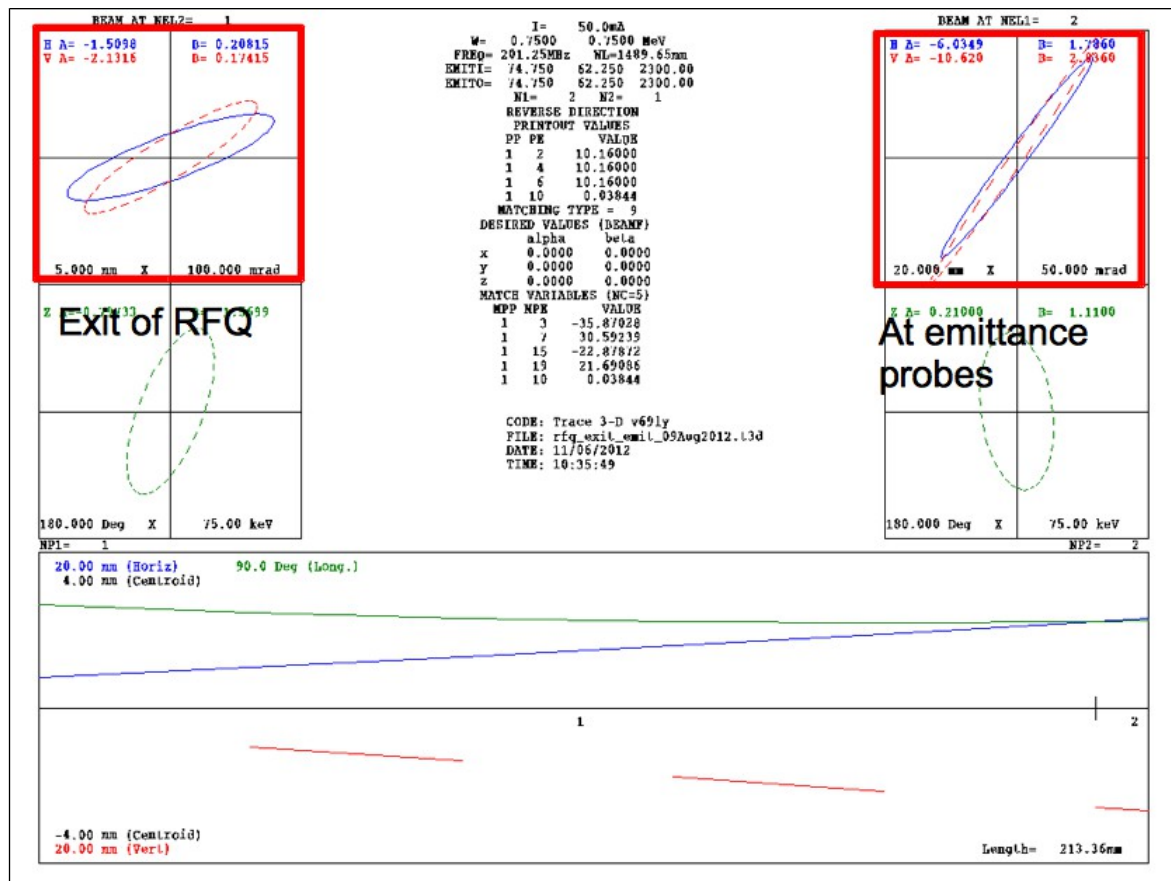 BEAM AT NEL2= 1
H A= -1.5098 B= 0.20815
V A= -2.1316 B= 0.17415
5.000 mm X 100.000 mrad
Exit of RFQ
180.000 Deg X 75.00 keV
NP1= 1
I= 50.0mA
W= 0.7500 0.7500 MeV
FREQ= 201.25MHz WL=1489.65mm
EMITI= 74.750 62.250 2300.00
EMITO= 74.750 62.250 2300.00
N1= 2 N2= 1
REVERSE DIRECTION
PRINTOUT VALUES
PP PE VALUE
1 2 10.16000
1 4 10.16000
1 6 10.16000
1 10 0.03844
MATCHING TYPE = 9
DESIRED VALUES (BEAMF)
alpha beta
x 0.0000 0.0000
y 0.0000 0.0000
z 0.0000 0.0000
MATCH VARIABLES (NC=5)
MPP NPE VALUE
1 3 -35.87028
1 7 30.59239
1 15 -22.87872
1 19 21.69086
1 10 0.03844
CODE: Trace 3-D v69ly
FILE: rfq_exit_emit_09Aug2012.t3d
DATE: 11/06/2012
TIME: 10:35:49
BEAM AT NEL1= 2
H A= -6.0349 B= 1.7860
V A= -10.620 B=
20.000 mm X 50.000 mrad
Z A= 0.21000 B= 1.1100
At emittance
probes
180.000 Deg X 75.00 keV
NP2= 2
20.00 mm (Horiz) 90.0 Deg (Long.)
4.00 mm (Centroid)
1 2
-4.00 mm (Centroid)
20.00 mm (Vert) Length= 213.36mm